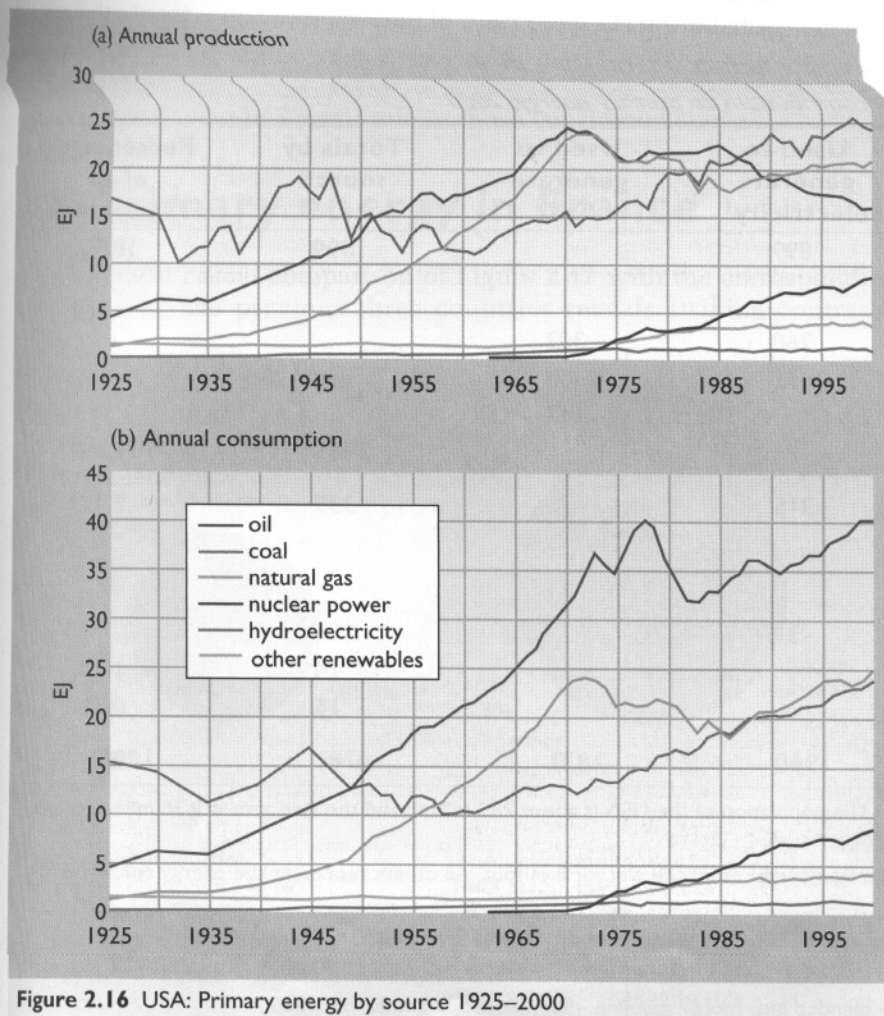 (a) Annual production
30
25
20
15
10
5
0
EJ
1925 1935 1945 1955 1965 1975 1985 1995
(b) Annual consumption
45
40
35
30
25
20
15
10
5
0
EJ
oil
coal
natural gas
nuclear power
hydroelectricity
other renewables
1925 1935 1945 1955 1965 1975 1985 1995
Figure 2.16 USA: Primary energy by source 1925–2000